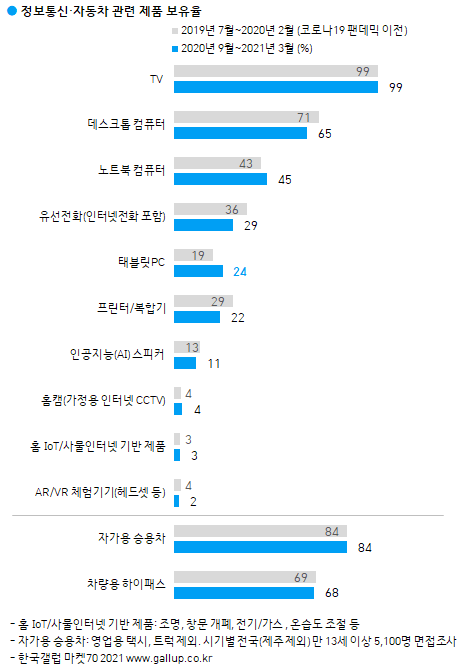 ● 정보통신·자동차 관련 제품 보유율
2019년 7월~2020년 2월 (코로나19 팬데믹 이전)
2020년 9월~2021년 3월 (%)
TV 99 99
데스크톱 컴퓨터 71 65
노트북 컴퓨터 43 45
유선전화(인터넷전화 포함) 36 29
태블릿PC 19 24
프린터/복합기 29 22
인공지능(AI) 스피커 13 11
홈캠(가정용 인터넷 CCTV) 4 4
홈 IoT/사물인터넷 기반 제품 3 3
AR/VR 체험기기(헤드셋 등) 4 2
자가용 승용차 84 84
차량용 하이패스 69 68
- 홈 IoT/사물인터넷 기반 제품: 조명, 창문 개폐, 전기/가스, 온습도 조절 등
- 자가용 승용차: 영업용 택시, 트럭 제외. 시기별 전국(제주 제외) 만 13세 이상 5,100명 면접조사
- 한국갤럽 마켓70 2021 www.gallup.co.kr